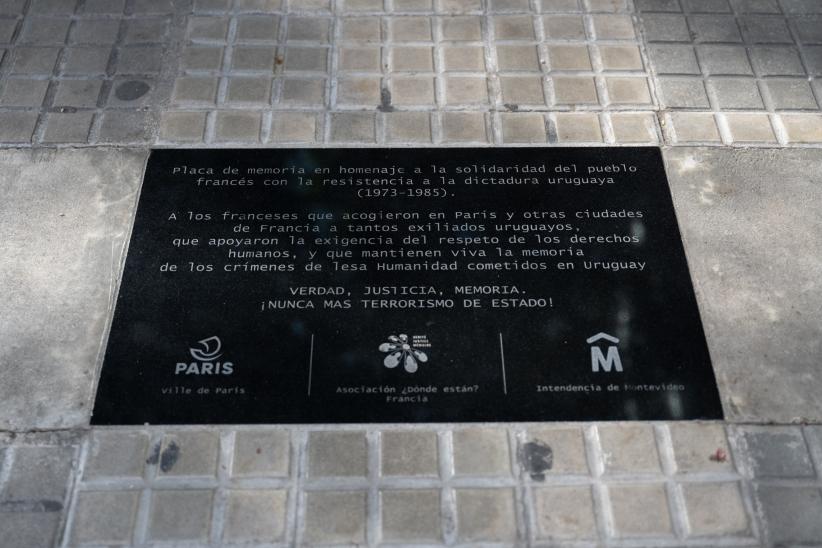 Placa de memoria en homenaje a la solidaridad del pueblo
francés con la resistencia a la dictadura uruguaya
(1973-1985).
A los franceses que acogieron en París y otras ciudades
de Francia a tantos exiliados uruguayos,
que apoyaron la exigencia del respeto de los derechos
humanos, y que mantienen viva la memoria
de los crímenes de lesa Humanidad cometidos en Uruguay
VERDAD, JUSTICIA, MEMORIA.
¡NUNCA MAS TERRORISMO DE ESTADO!
PARIS
Ville de Paris
VERITÉ
JUSTICE
MÉMOIRE
Asociación ¿Dónde están?
Francia
M
Intendencia de Montevideo